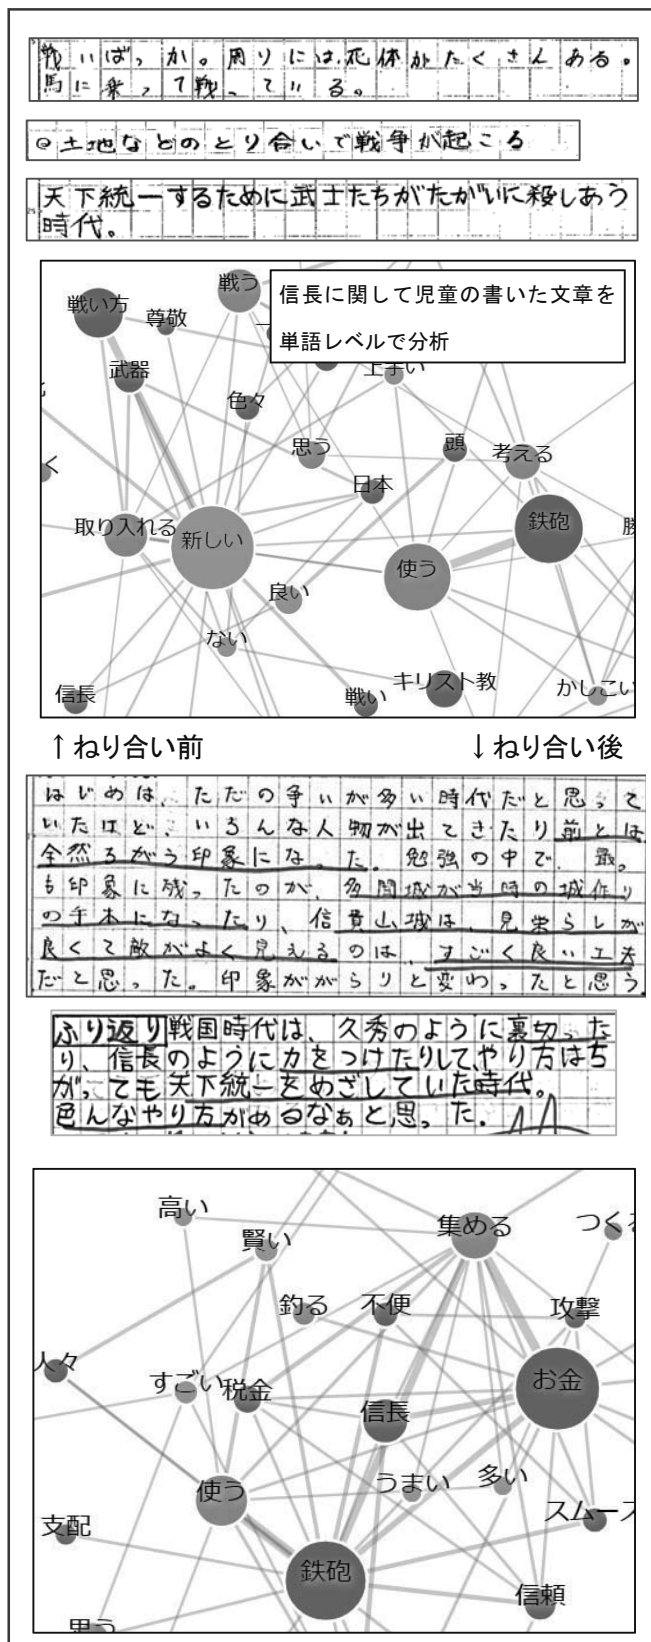 戦いばっか。周りには、死体がたくさんある。
馬に乗って戦っている。
◎土地などのとり合いで戦争が起こる
天下統一するために武士たちがたがいに殺しあう
時代。
信長に関して児童の書いた文章を
単語レベルで分析
戦う
戦い方
尊敬
武器
上手い
色々
思う
頭
考える
く
日本
取り入れる
新しい
鉄砲
使う
良い
ない
信長
戦い
キリスト教
かしこい
↑ねり合い前
↓ねり合い後
はじめは、ただの争いが多い時代だと思って
いたけど、いろんな人物が出てきたり前とは
全然ちがう印象になった。勉強の中で、最っ
も印象に残ったのが、多聞城が当時の城作り
の手本になったり、信貴山城は、見栄らしが
良くて敵がよく見えるのは、すごく良い工夫
だと思った。印象ががらりと変わったと思う
ふり返り戦国時代は、久秀のように裏切った
り、信長のように力をつけたりして、やり方はち
がっても天下統一をめざしていた時代。
色んなやり方があるなぁと思った。
高い
集める
つくる
賢い
釣る
不便
攻撃
人々
すごい
税金
お金
信長
使う
うまい
多い
支配
スムーズ
鉄砲
信頼
思う